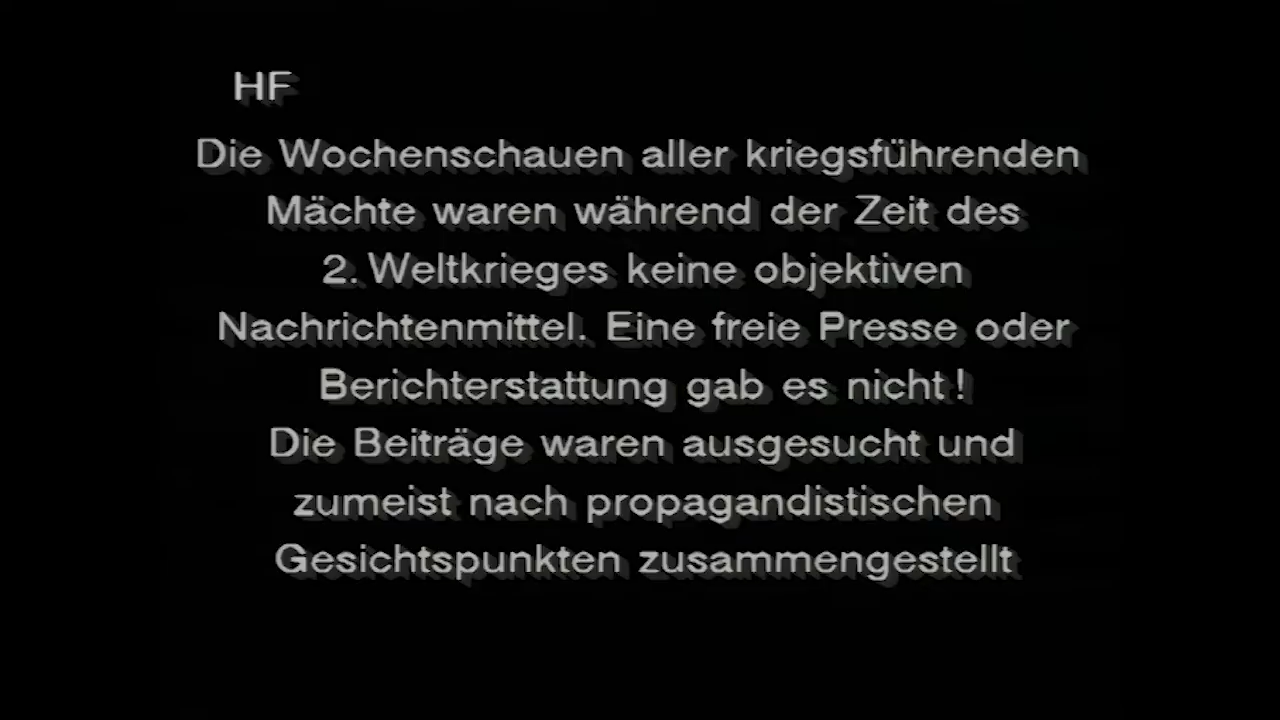 HF
Die Wochenschauen aller kriegsführenden
Mächte waren während der Zeit des
2. Weltkrieges keine objektiven
Nachrichtenmittel. Eine freie Presse oder
Berichterstattung gab es nicht!
Die Beiträge waren ausgesucht und
zumeist nach propagandistischen
Gesichtspunkten zusammengestellt